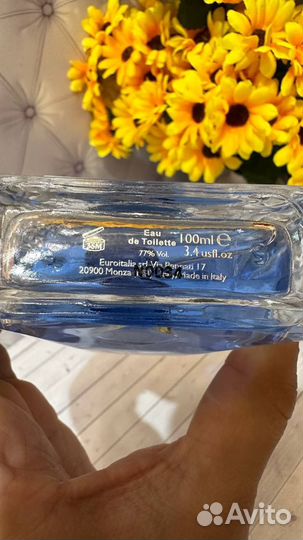 Eau
de Toilette
100ml ℮
77% Vol.
3.4 usfl.oz
36M
Euroitalia srl Via 17
20900 Monza Made in Italy
Avito